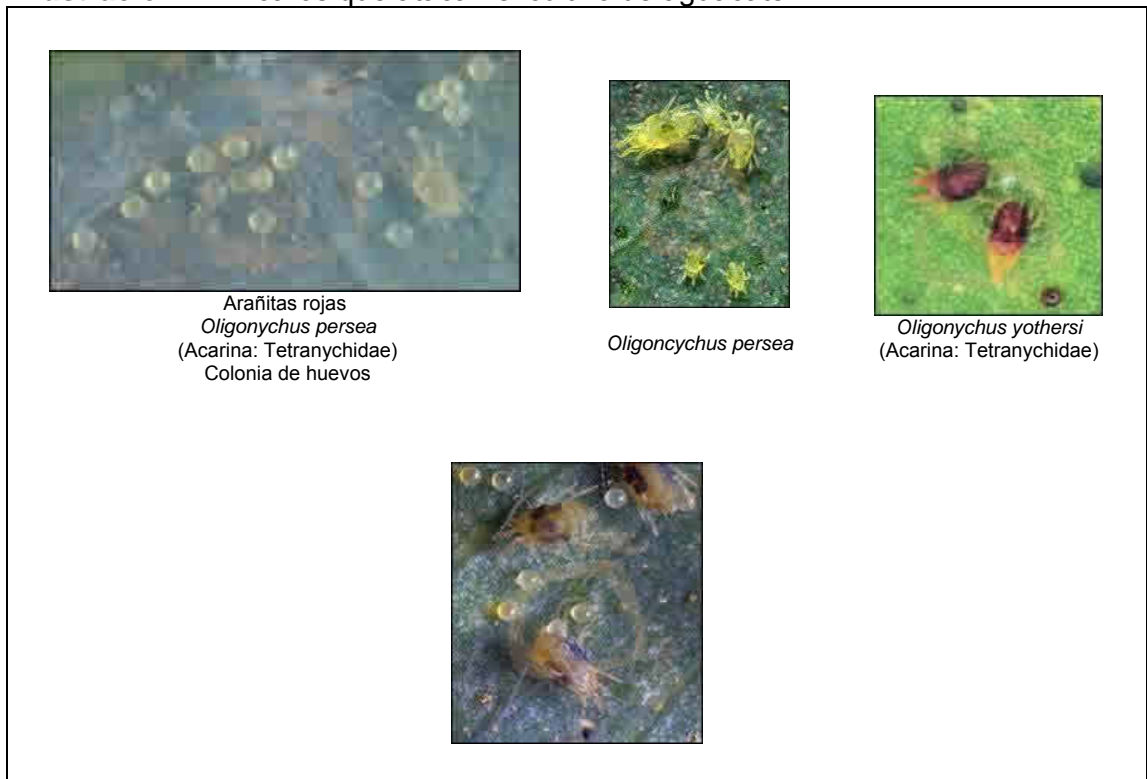 Arañitas rojas
Oligonychus persea
(Acarina: Tetranychidae)
Colonia de huevos
Oligoncychus persea
Oligonychus yothersi
(Acarina: Tetranychidae)